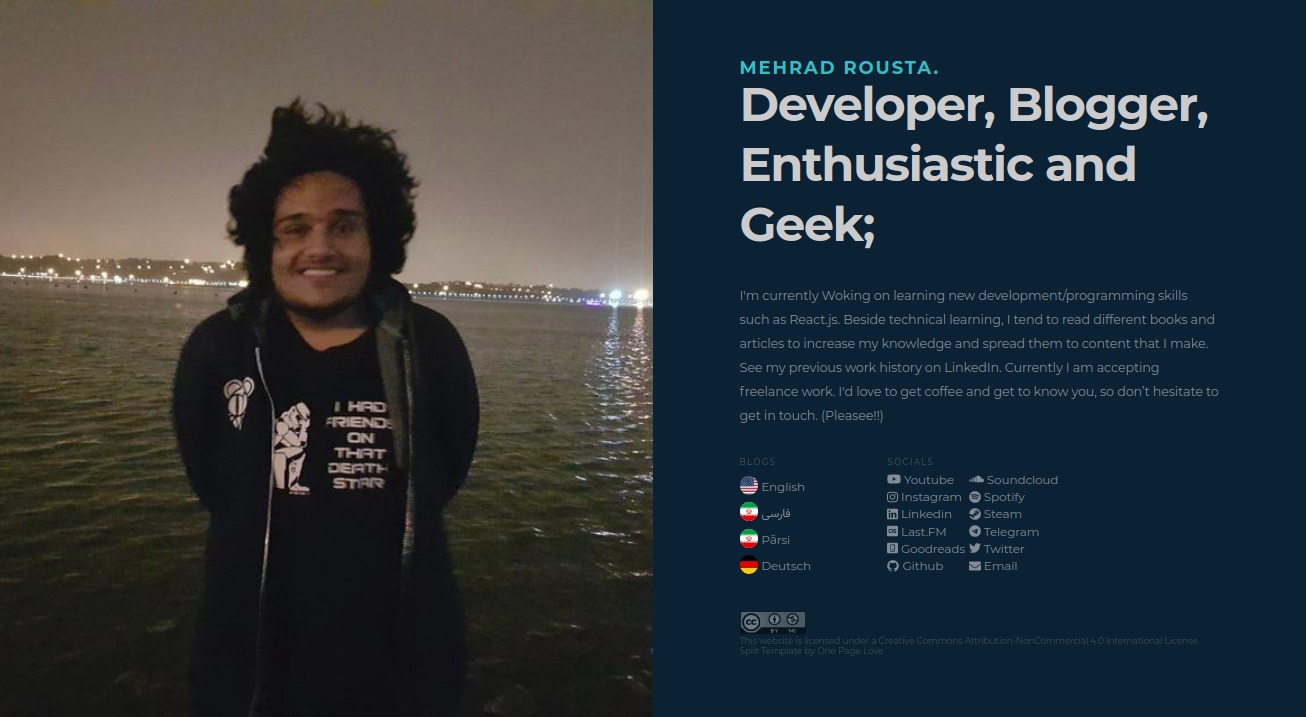 I HAD
FRIENDS
ON
THAT
DEATH
STAR
MEHRAD ROUSTA.
Developer, Blogger,
Enthusiastic and
Geek;
I'm currently Woking on learning new development/programming skills
such as React.js. Beside technical learning, I tend to read different books and
articles to increase my knowledge and spread them to content that I make.
See my previous work history on LinkedIn. Currently I am accepting
freelance work. I'd love to get coffee and get to know you, so don’t hesitate to
get in touch. (Pleasee!!)
BLOGS
English
فارسی
Pârsi
Deutsch
SOCIALS
Youtube Soundcloud
Instagram Spotify
Linkedin Steam
Last.FM Telegram
Goodreads Twitter
Github Email
CC BY NC
This website is licensed under a Creative Commons Attribution-NonCommercial 4.0 International License.
Split Template by One Page Love